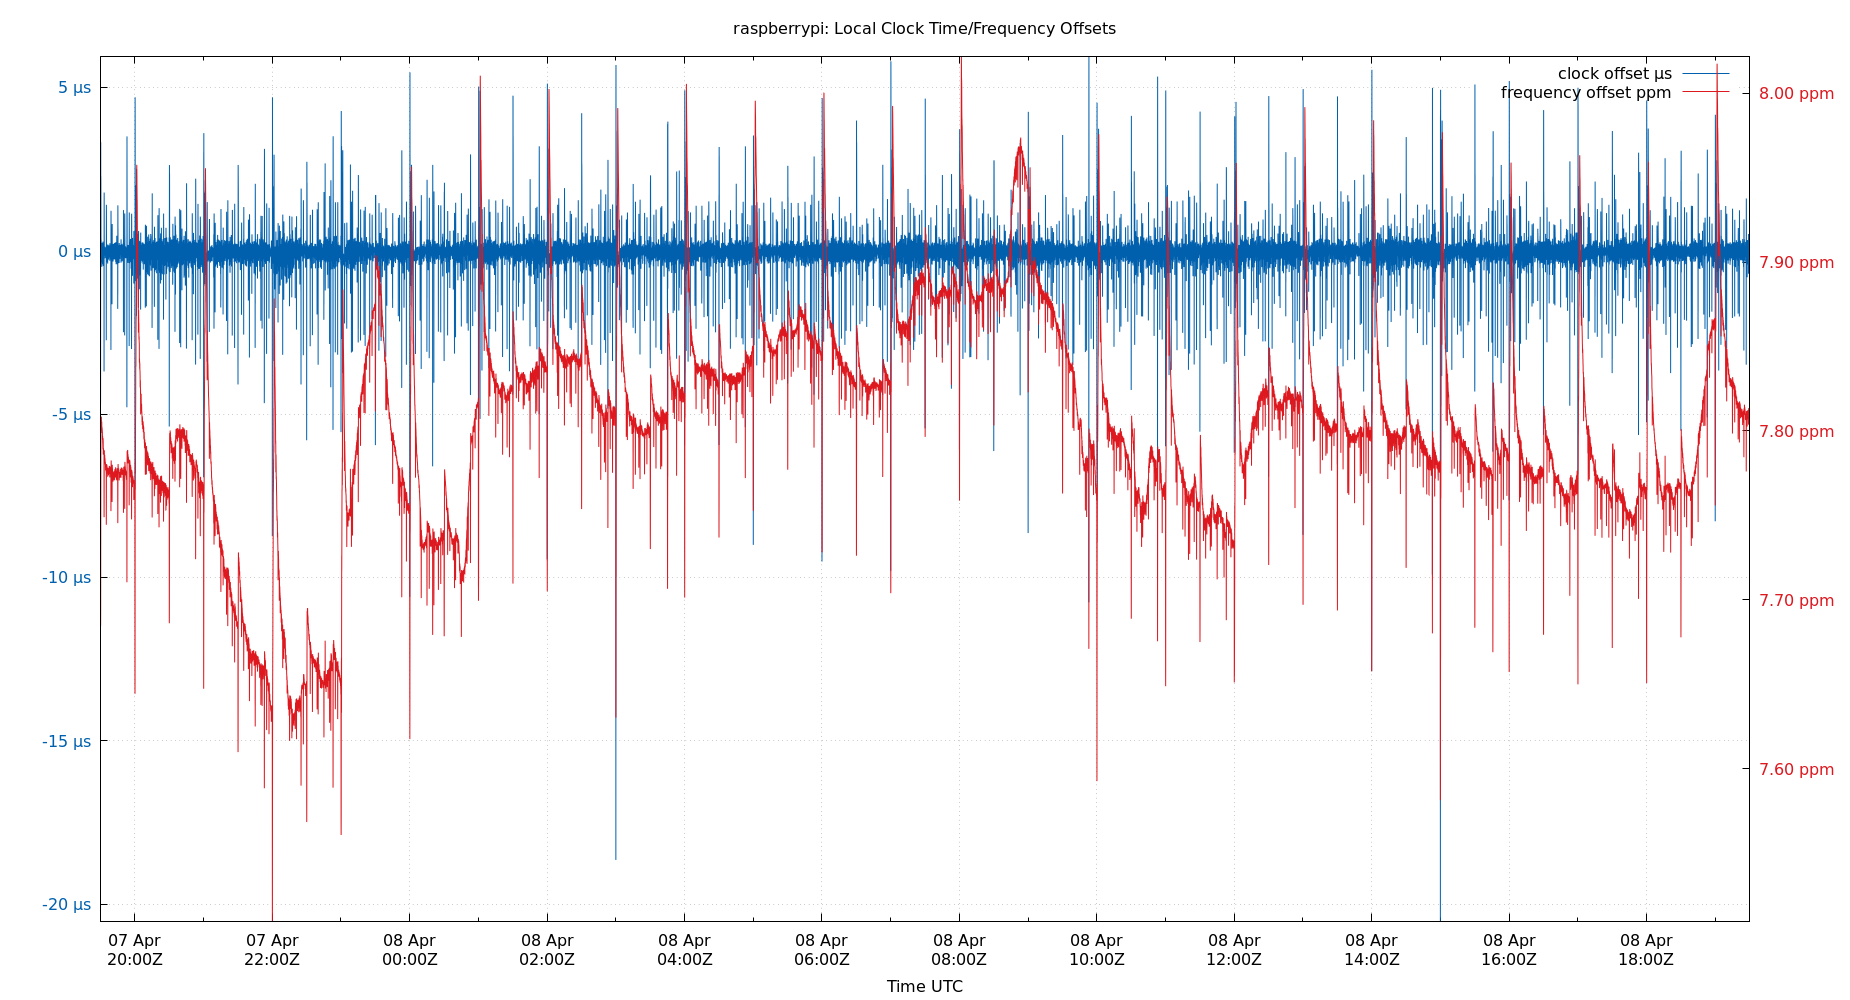 raspberrypi: Local Clock Time/Frequency Offsets
clock offset µs
frequency offset ppm
5 µs
0 µs
-5 µs
-10 µs
-15 µs
-20 µs
8.00 ppm
7.90 ppm
7.80 ppm
7.70 ppm
7.60 ppm
07 Apr
20:00Z
07 Apr
22:00Z
08 Apr
00:00Z
08 Apr
02:00Z
08 Apr
04:00Z
08 Apr
06:00Z
08 Apr
08:00Z
08 Apr
10:00Z
08 Apr
12:00Z
08 Apr
14:00Z
08 Apr
16:00Z
08 Apr
18:00Z
Time UTC